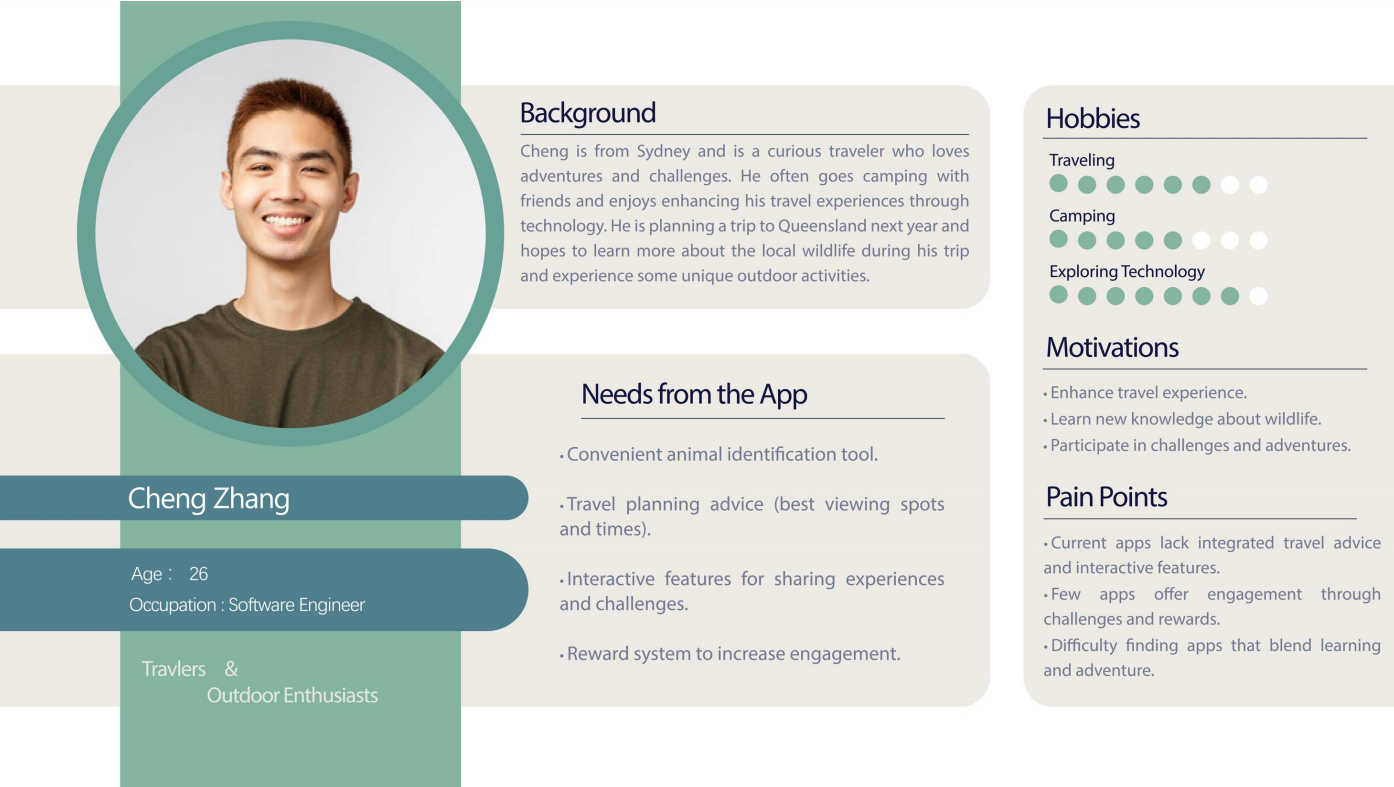 Background
Cheng is from Sydney and is a curious traveler who loves
adventures and challenges. He often goes camping with
friends and enjoys enhancing his travel experiences through
technology. He is planning a trip to Queensland next year and
hopes to learn more about the local wildlife during his trip
and experience some unique outdoor activities.
Needs from the App
• Convenient animal identification tool.
• Travel planning advice (best viewing spots
and times).
• Interactive features for sharing experiences
and challenges.
• Reward system to increase engagement.
Cheng Zhang
Age : 26
Occupation : Software Engineer
Travlers &
Outdoor Enthusiasts
Hobbies
Traveling
Camping
Exploring Technology
Motivations
• Enhance travel experience.
• Learn new knowledge about wildlife.
• Participate in challenges and adventures.
Pain Points
• Current apps lack integrated travel advice
and interactive features.
• Few apps offer engagement through
challenges and rewards.
• Difficulty finding apps that blend learning
and adventure.